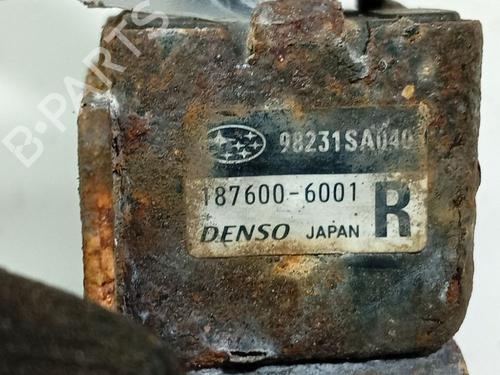 98231SA040
187600-6001
R
DENSO JAPAN
B-PARTS